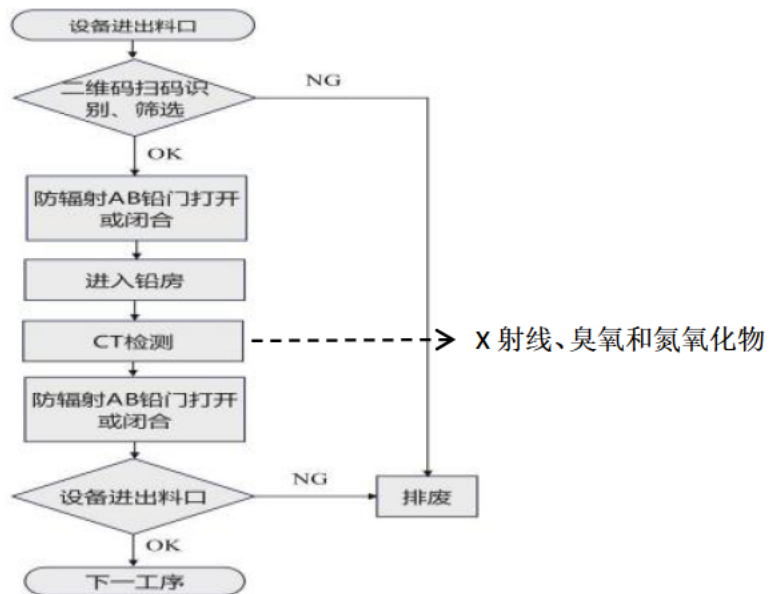 设备进出料口
二维码扫码识
别、筛选
NG
OK
防辐射AB铅门打开
或闭合
进入铅房
CT检测
X 射线、臭氧和氮氧化物
防辐射AB铅门打开
或闭合
设备进出料口
NG
排废
OK
下一工序